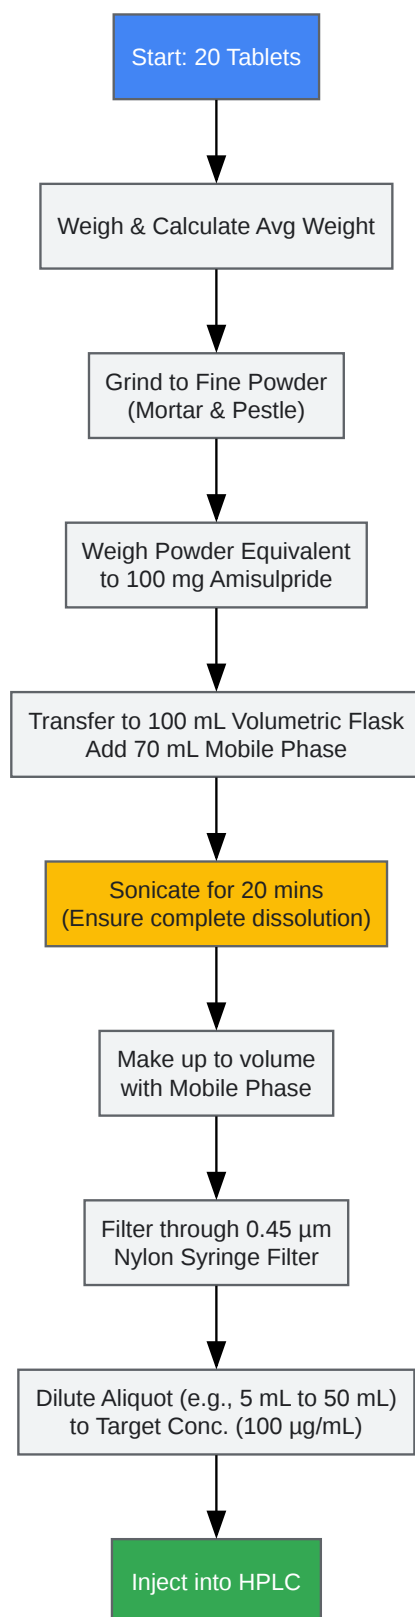 Start: 20 Tablets
Weigh & Calculate Avg Weight
Grind to Fine Powder
(Mortar & Pestle)
Weigh Powder Equivalent
to 100 mg Amisulpride
Transfer to 100 mL Volumetric Flask
Add 70 mL Mobile Phase
Sonicate for 20 mins
(Ensure complete dissolution)
Make up to volume
with Mobile Phase
Filter through 0.45 µm
Nylon Syringe Filter
Dilute Aliquot (e.g., 5 mL to 50 mL)
to Target Conc. (100 µg/mL)
Inject into HPLC